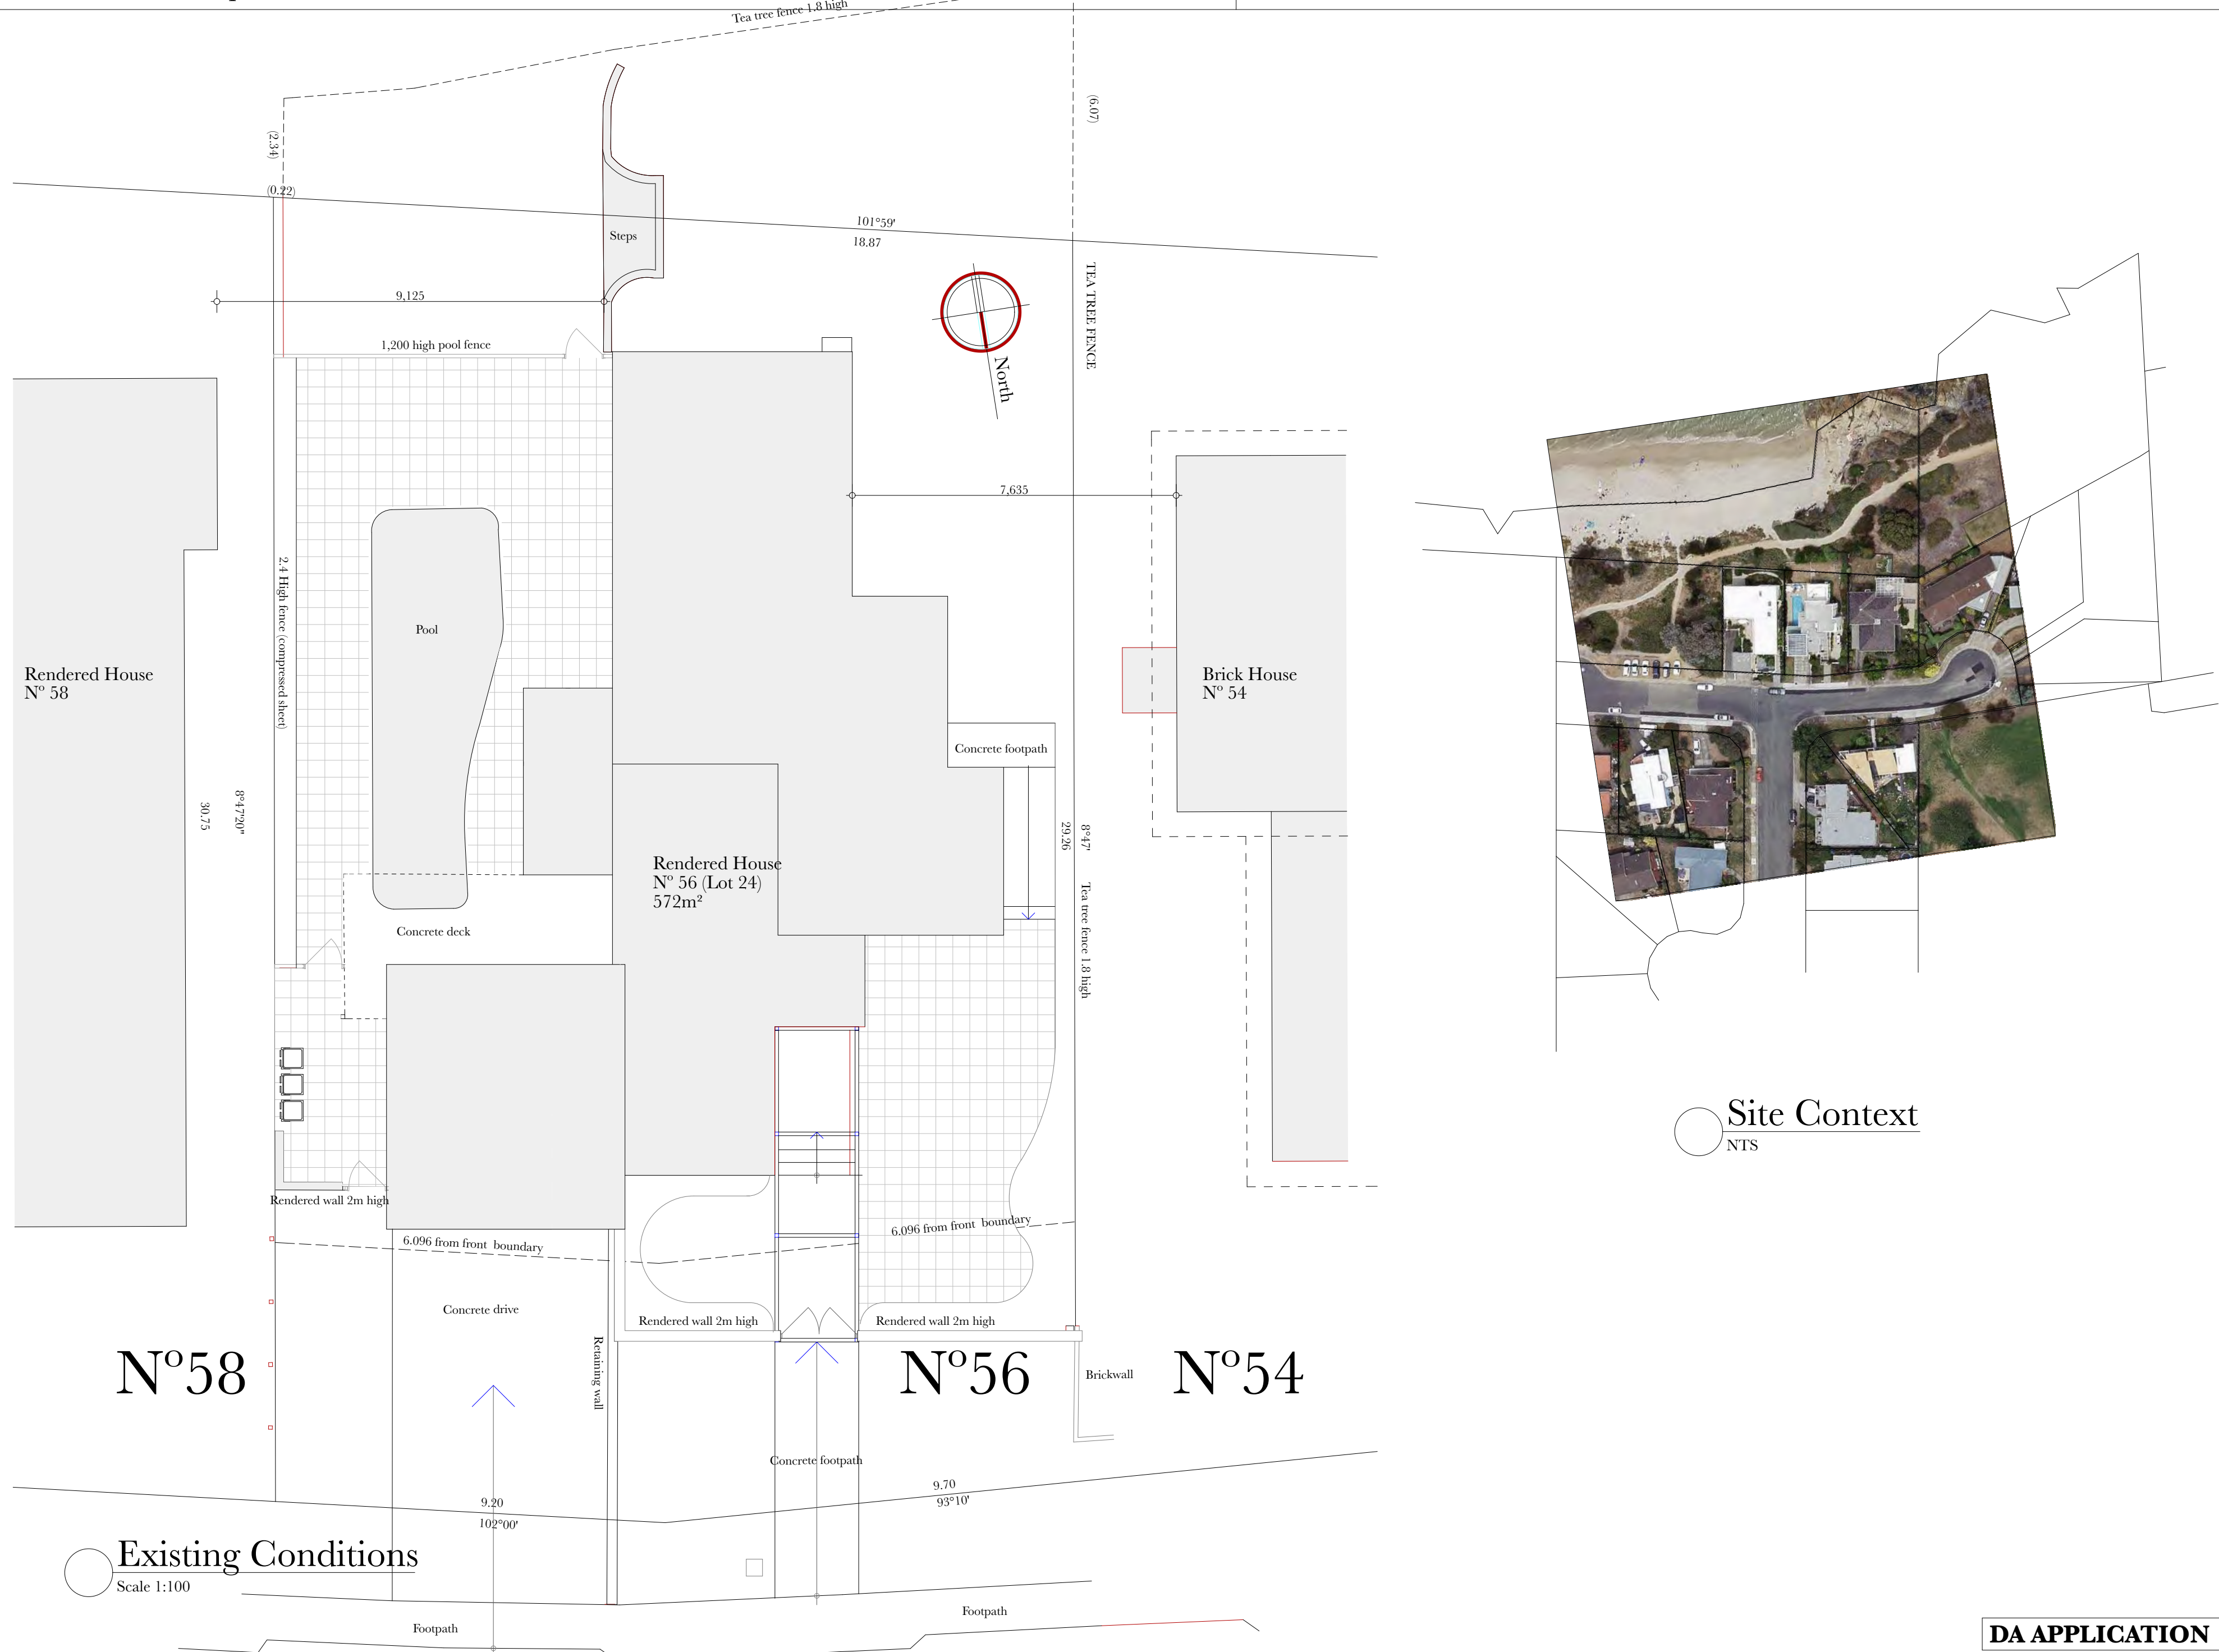 Tea tree fence 1.8 high
(6.07)
(2.34)
(0.22)
101°59'
18.87
Steps
9,125
TEA TREE FENCE
North
1,200 high pool fence
7,635
2.4 High fence (compressed sheet)
Pool
Rendered House
Nº 58
Brick House
Nº 54
Concrete footpath
30.75
8°47'20"
29.26
8°47'
Tea tree fence 1.8 high
Rendered House
Nº 56 (Lot 24)
572m²
Concrete deck
Rendered wall 2m high
6.096 from front boundary
6.096 from front boundary
Concrete drive
Rendered wall 2m high
Rendered wall 2m high
Retaining wall
Nº58
Nº56
Nº54
Brickwall
Concrete footpath
9.20
102°00'
9.70
93°10'
Existing Conditions
Scale 1:100
Footpath
Footpath
Site Context
NTS
DA APPLICATION